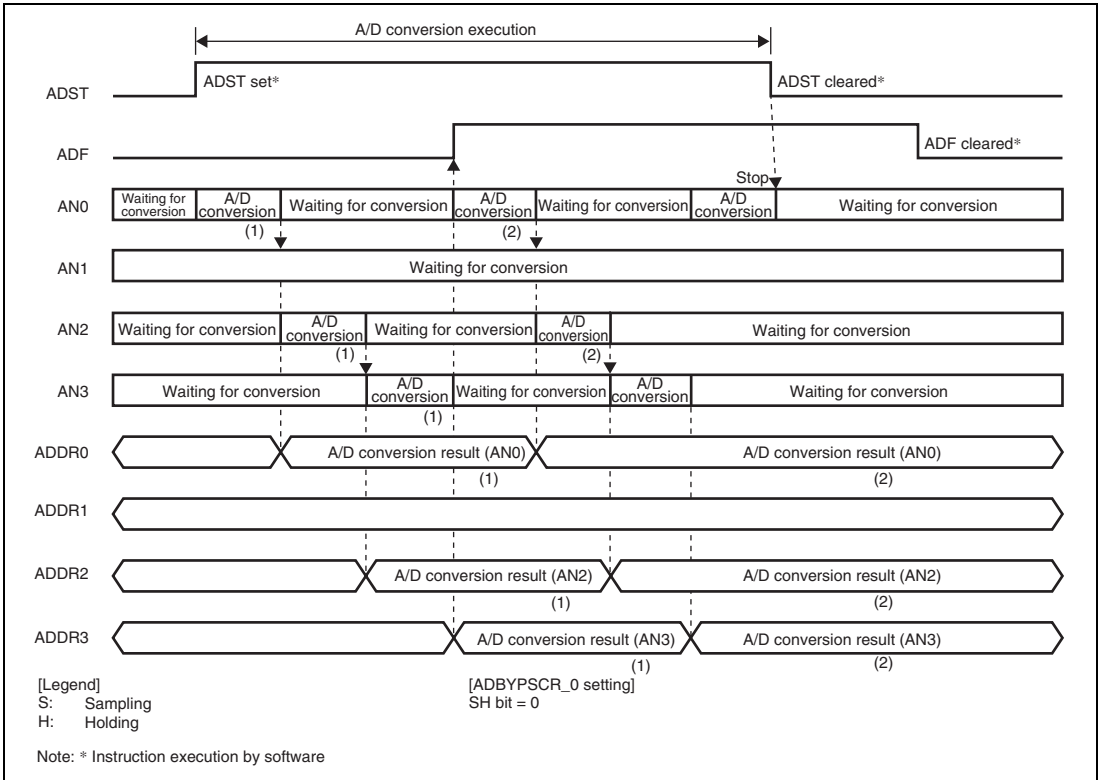 A/D conversion execution
ADST
ADST set*
ADST cleared*
ADF
ADF cleared*
Stop
AN0
Waiting for conversion
A/D conversion
Waiting for conversion
A/D conversion
Waiting for conversion
A/D conversion
Waiting for conversion
(1)
(2)
AN1
Waiting for conversion
AN2
Waiting for conversion
A/D conversion
Waiting for conversion
A/D conversion
Waiting for conversion
(1)
(2)
AN3
Waiting for conversion
A/D conversion
Waiting for conversion
A/D conversion
Waiting for conversion
(1)
ADDR0
A/D conversion result (AN0)
A/D conversion result (AN0)
(1)
(2)
ADDR1
ADDR2
A/D conversion result (AN2)
A/D conversion result (AN2)
(1)
(2)
ADDR3
A/D conversion result (AN3)
A/D conversion result (AN3)
(1)
(2)
[Legend]
S: Sampling
H: Holding
[ADBYPSCR_0 setting]
SH bit = 0
Note: * Instruction execution by software